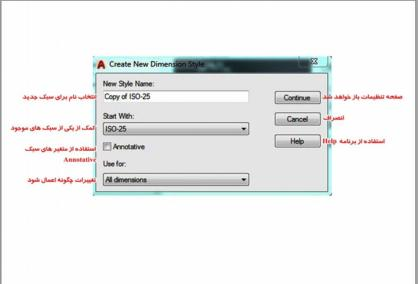 Create New Dimension Style
New Style Name:
انتخاب نام برای سبک جدید
Copy of ISO-25
Continue
صفحه تنظیمات باز خواهد شد
Start With:
Cancel
انصراف
کمک از یکی از سبک های موجود
ISO-25
Help
استفاده از برنامه Help
Annotative
استفاده از متغیر های سبک
Annotative
Use for:
تغییرات چگونه اعمال شود
All dimensions